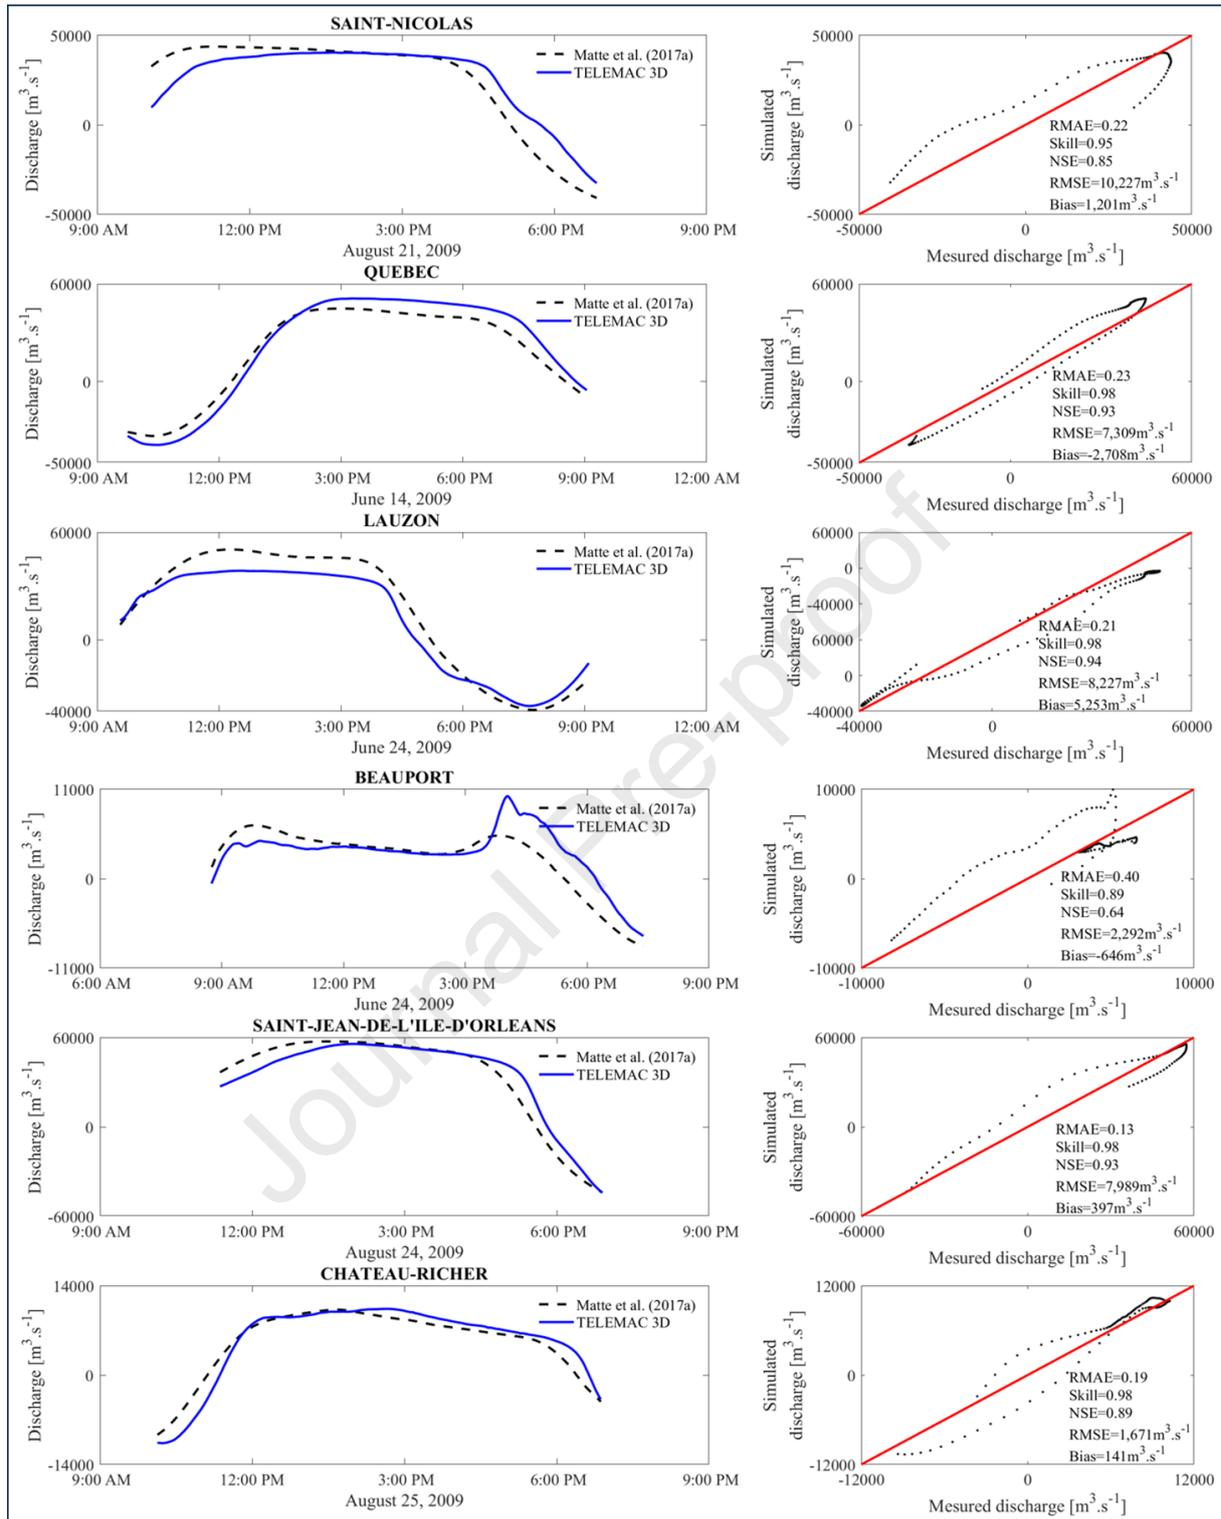 SAINT-NICOLAS
50000
0
-50000
Discharge [m³.s⁻¹]
Matte et al. (2017a)
TELEMAC 3D
9:00 AM 12:00 PM 3:00 PM 6:00 PM 9:00 PM
August 21, 2009
50000
0
-50000
Simulated
discharge [m³.s⁻¹]
RMAE=0.22
Skill=0.95
NSE=0.85
RMSE=10,227m³.s⁻¹
Bias=1,201m³.s⁻¹
-50000 0 50000
Mesured discharge [m³.s⁻¹]
QUEBEC
60000
0
-50000
Discharge [m³.s⁻¹]
Matte et al. (2017a)
TELEMAC 3D
9:00 AM 12:00 PM 3:00 PM 6:00 PM 9:00 PM 12:00 AM
June 14, 2009
60000
0
-50000
Simulated
discharge [m³.s⁻¹]
RMAE=0.23
Skill=0.98
NSE=0.93
RMSE=7,309m³.s⁻¹
Bias=-2,708m³.s⁻¹
-50000 0 60000
Mesured discharge [m³.s⁻¹]
LAUZON
60000
0
-40000
Discharge [m³.s⁻¹]
Matte et al. (2017a)
TELEMAC 3D
9:00 AM 12:00 PM 3:00 PM 6:00 PM 9:00 PM 12:00 AM
June 24, 2009
60000
0
-40000
60000
0
-40000
Simulated
discharge [m³.s⁻¹]
RMAE=0.21
Skill=0.98
NSE=0.94
RMSE=8,227m³.s⁻¹
Bias=5,253m³.s⁻¹
-40000 0 60000
Mesured discharge [m³.s⁻¹]
BEAUPORT
11000
0
-11000
Discharge [m³.s⁻¹]
Matte et al. (2017a)
TELEMAC 3D
6:00 AM 9:00 AM 12:00 PM 3:00 PM 6:00 PM 9:00 PM
June 24, 2009
10000
0
-10000
Simulated
discharge [m³.s⁻¹]
RMAE=0.40
Skill=0.89
NSE=0.64
RMSE=2,292m³.s⁻¹
Bias=-646m³.s⁻¹
-10000 0 10000
Mesured discharge [m³.s⁻¹]
SAINT-JEAN-DE-L'ILE-D'ORLEANS
60000
0
-60000
Discharge [m³.s⁻¹]
Matte et al. (2017a)
TELEMAC 3D
9:00 AM 12:00 PM 3:00 PM 6:00 PM 9:00 PM
August 24, 2009
60000
0
-60000
Simulated
discharge [m³.s⁻¹]
RMAE=0.13
Skill=0.98
NSE=0.93
RMSE=7,989m³.s⁻¹
Bias=397m³.s⁻¹
-60000 0 60000
Mesured discharge [m³.s⁻¹]
CHATEAU-RICHER
14000
0
-14000
Discharge [m³.s⁻¹]
Matte et al. (2017a)
TELEMAC 3D
9:00 AM 12:00 PM 3:00 PM 6:00 PM 9:00 PM
August 25, 2009
12000
0
-12000
Simulated
discharge [m³.s⁻¹]
RMAE=0.19
Skill=0.98
NSE=0.89
RMSE=1,671m³.s⁻¹
Bias=141m³.s⁻¹
-12000 0 12000
Mesured discharge [m³.s⁻¹]
Journal Pre-proof